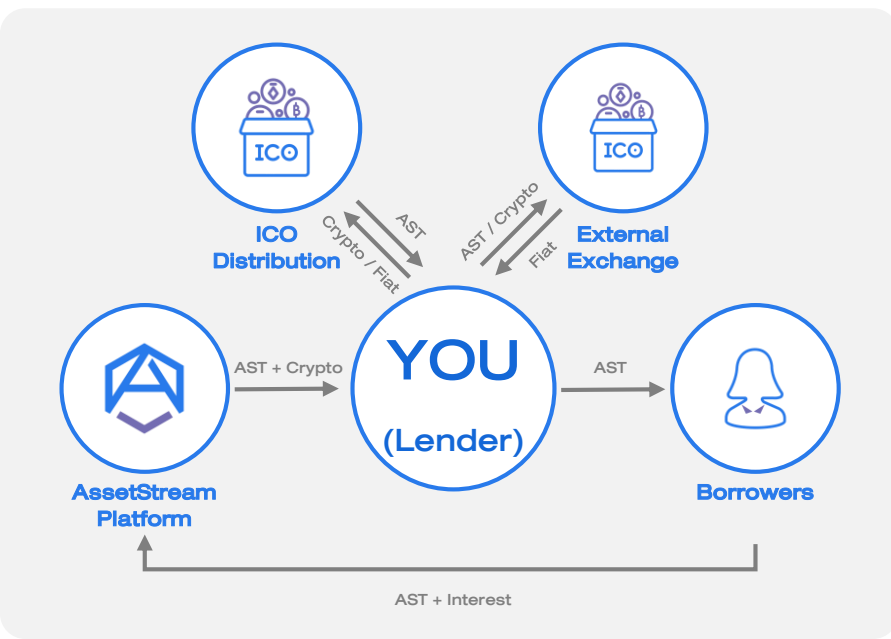 ICO
ICO
ICO
Distribution
AST
Crypto / Fiat
AST / Crypto
Fiat
External
Exchange
YOU
(Lender)
AST + Crypto
AST
AssetStream
Platform
Borrowers
AST + Interest